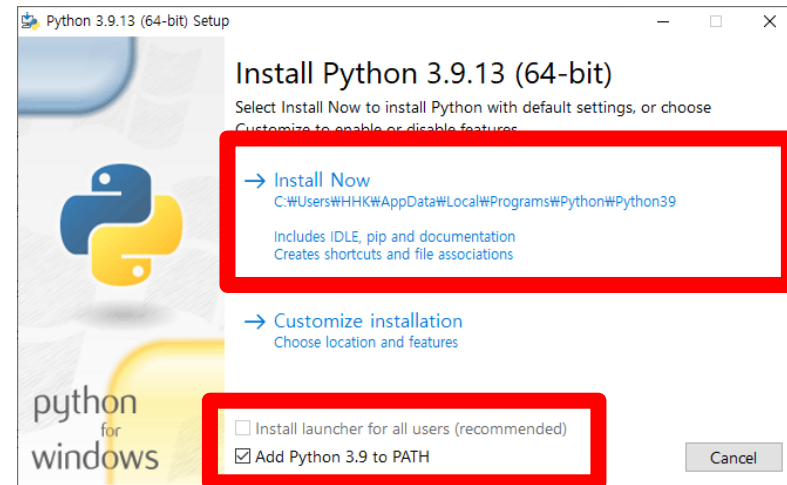 Python 3.9.13 (64-bit) Setup
Install Python 3.9.13 (64-bit)
Select Install Now to install Python with default settings, or choose
Customize to enable or disable features.
→ Install Now
C:₩Users₩HHK₩AppData₩Local₩Programs₩Python₩Python39
Includes IDLE, pip and documentation
Creates shortcuts and file associations
→ Customize installation
Choose location and features
python
for
windows
Install launcher for all users (recommended)
Add Python 3.9 to PATH
Cancel